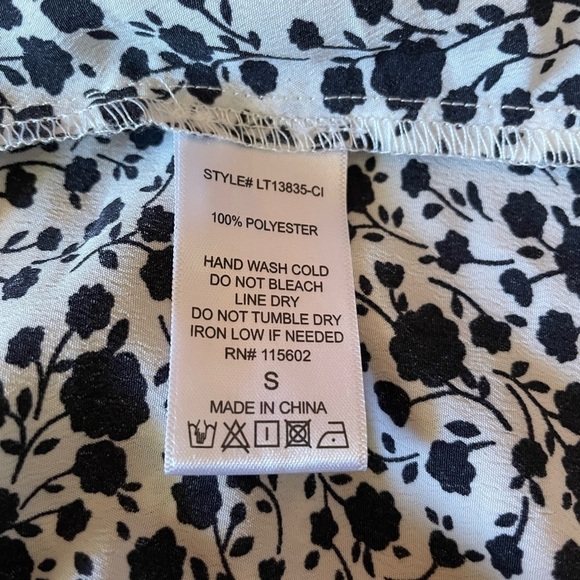 STYLE# LT13835-CI
100% POLYESTER
HAND WASH COLD
DO NOT BLEACH
LINE DRY
DO NOT TUMBLE DRY
IRON LOW IF NEEDED
RN# 115602
S
MADE IN CHINA